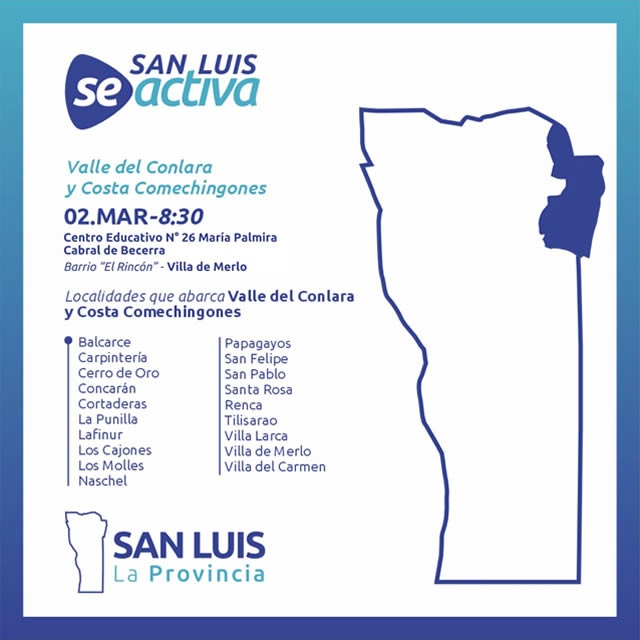 SAN LUIS
se activa
Valle del Conlara
y Costa Comechingones
02.MAR-8:30
Centro Educativo N° 26 María Palmira
Cabral de Becerra
Barrio "El Rincón" - Villa de Merlo
Localidades que abarca Valle del Conlara
y Costa Comechingones
Balcarce
Carpintería
Cerro de Oro
Concarán
Cortaderas
La Punilla
Lafinur
Los Cajones
Los Molles
Naschel
Papagayos
San Felipe
San Pablo
Santa Rosa
Renca
Tilisarao
Villa Larca
Villa de Merlo
Villa del Carmen
SAN LUIS
La Provincia